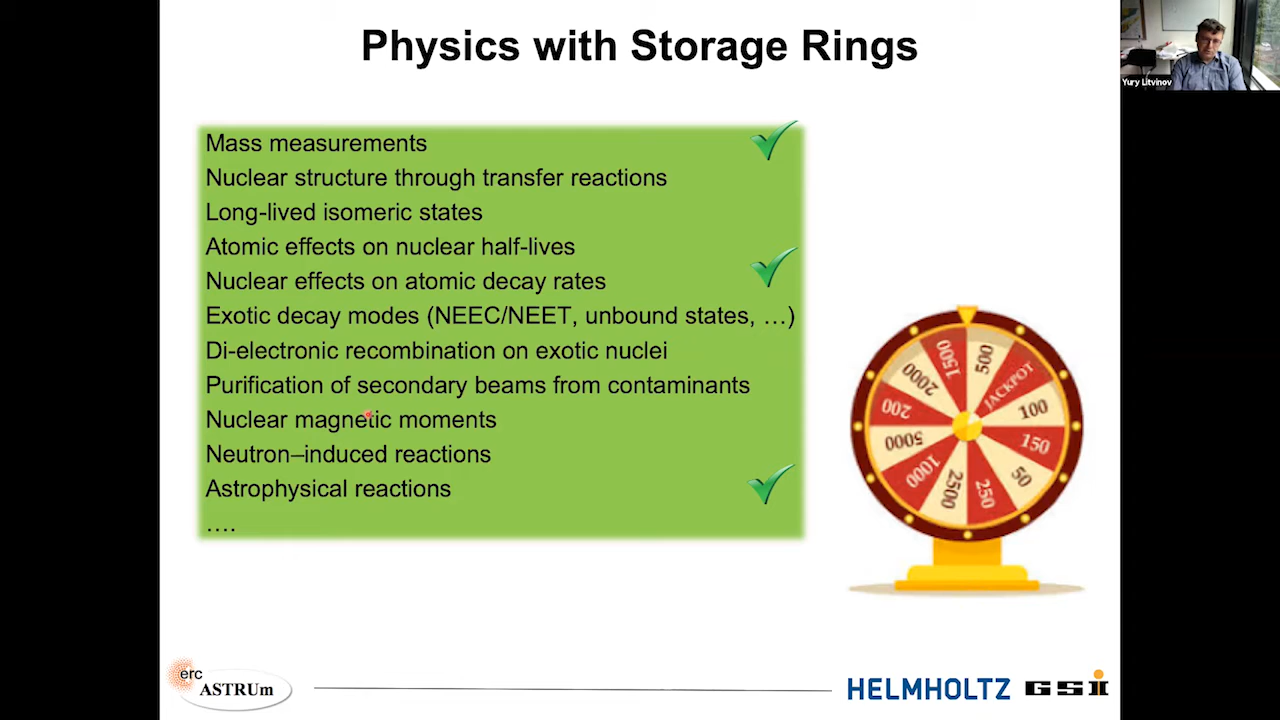 Physics with Storage Rings
Yury Litvinov
Mass measurements
Nuclear structure through transfer reactions
Long-lived isomeric states
Atomic effects on nuclear half-lives
Nuclear effects on atomic decay rates
Exotic decay modes (NEEC/NEET, unbound states, …)
Di-electronic recombination on exotic nuclei
Purification of secondary beams from contaminants
Nuclear magnetic moments
Neutron–induced reactions
Astrophysical reactions
….
500
JACKPOT
100
150
50
250
2500
1000
5000
200
2000
1500
erc
ASTRUm
HELMHOLTZ
GSI